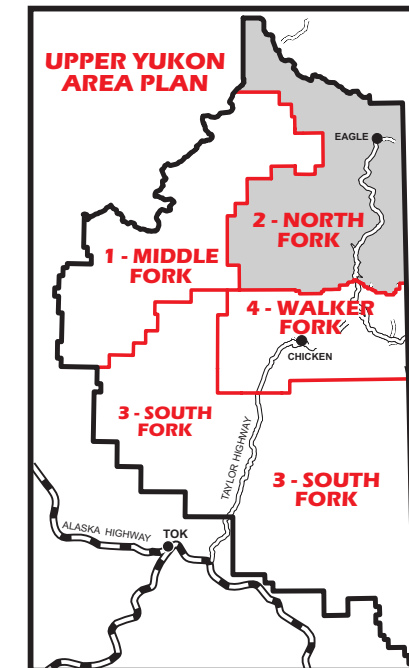 UPPER YUKON
AREA PLAN
EAGLE
2 - NORTH
FORK
1 - MIDDLE
FORK
4 - WALKER
FORK
CHICKEN
3 - SOUTH
FORK
TAYLOR HIGHWAY
3 - SOUTH
FORK
ALASKA HIGHWAY
TOK